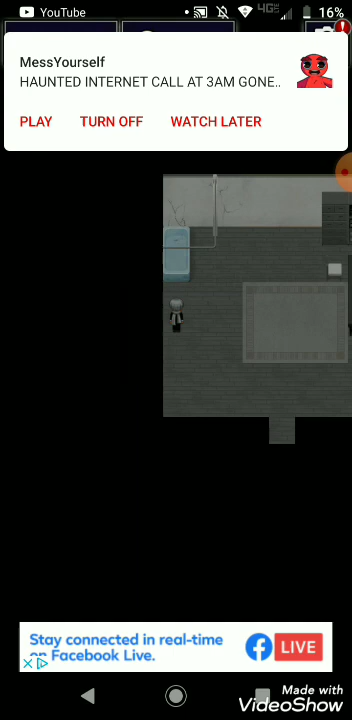 YouTube
4G
16%
MessYourself
HAUNTED INTERNET CALL AT 3AM GONE..
PLAY TURN OFF WATCH LATER
Stay connected in real-time
on Facebook Live.
LIVE
Made with
VideoShow